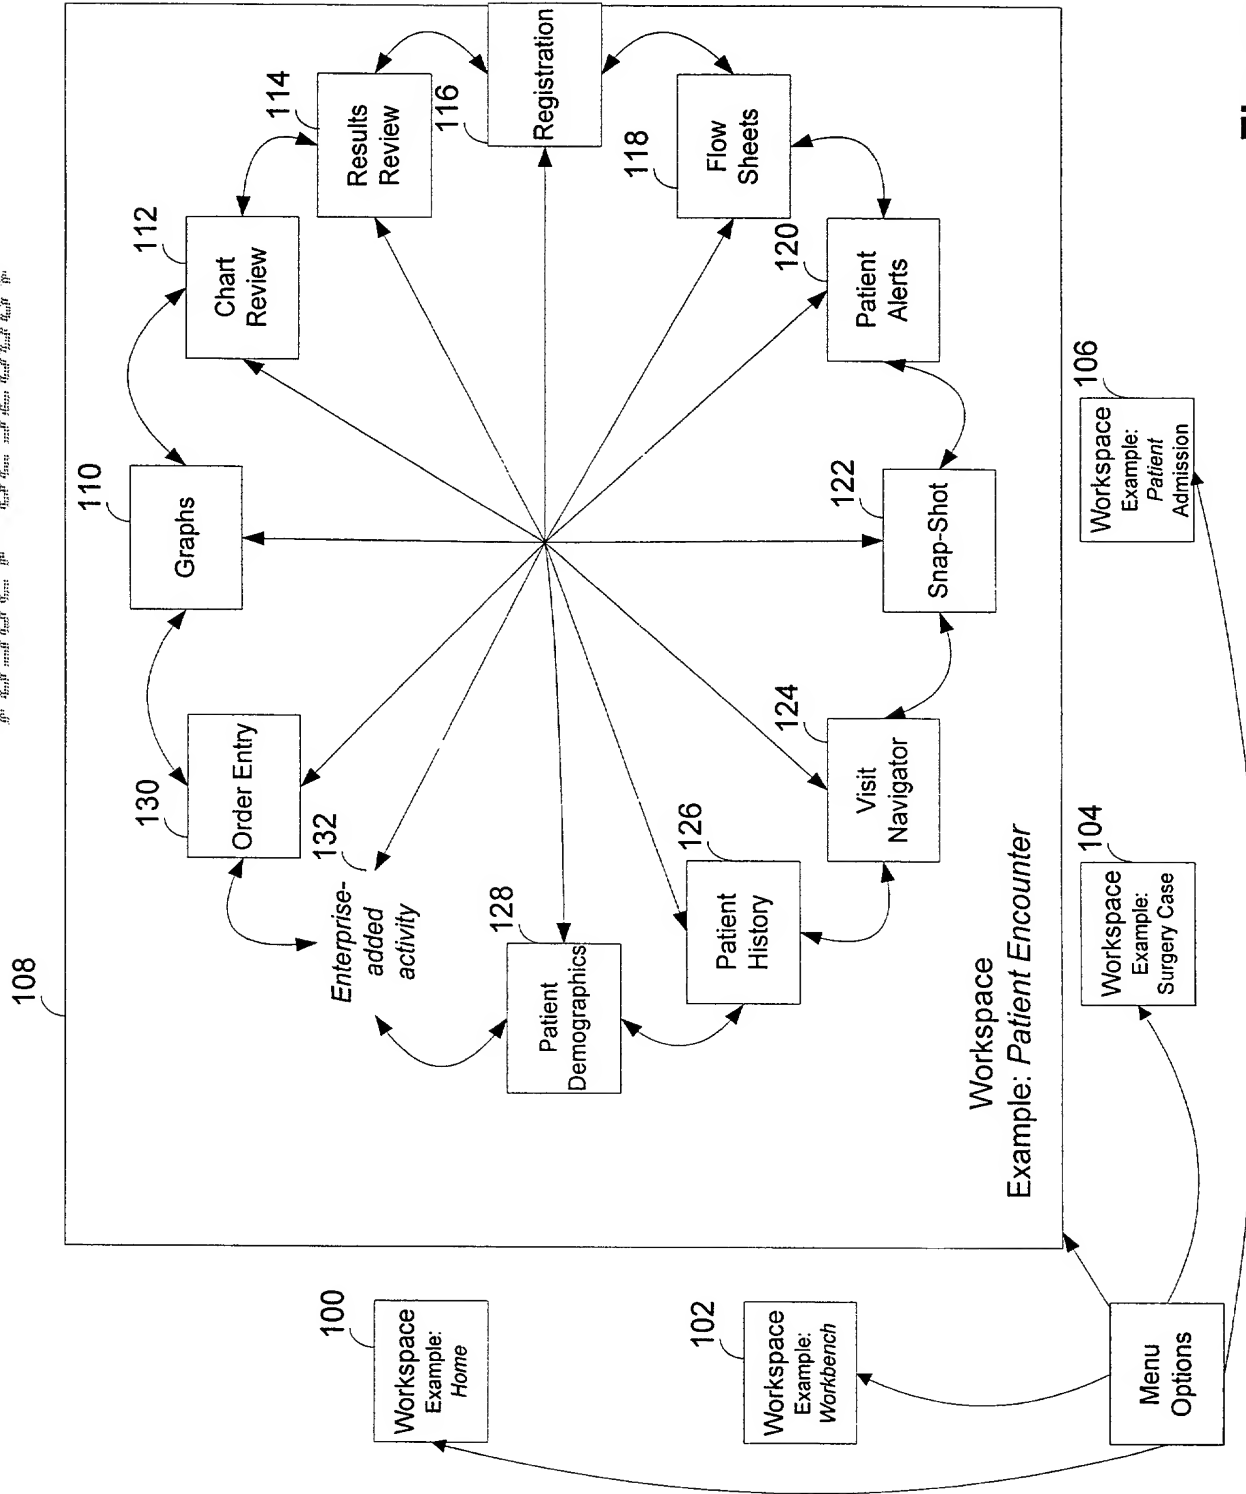 108
110
Graphs
112
Chart
Review
114
Results
Review
116
Registration
118
Flow
Sheets
120
Patient
Alerts
122
Snap-Shot
124
Visit
Navigator
126
Patient
History
128
Patient
Demographics
Enterprise-
added
activity
132
130
Order Entry
Workspace
Example: Patient Encounter
100
Workspace
Example:
Home
102
Workspace
Example:
Workbench
104
Workspace
Example:
Surgery Case
106
Workspace
Example:
Patient
Admission
Menu
Options